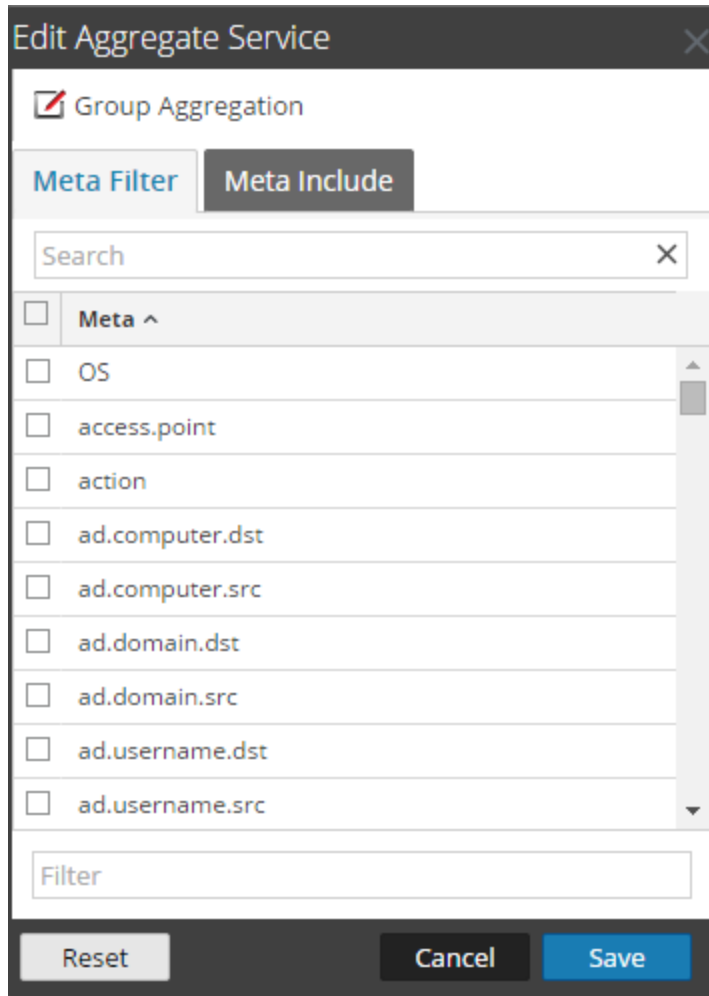 Edit Aggregate Service
Group Aggregation
Meta Filter Meta Include
Search
Meta
OS
access.point
action
ad.computer.dst
ad.computer.src
ad.domain.dst
ad.domain.src
ad.username.dst
ad.username.src
Filter
Reset Cancel Save